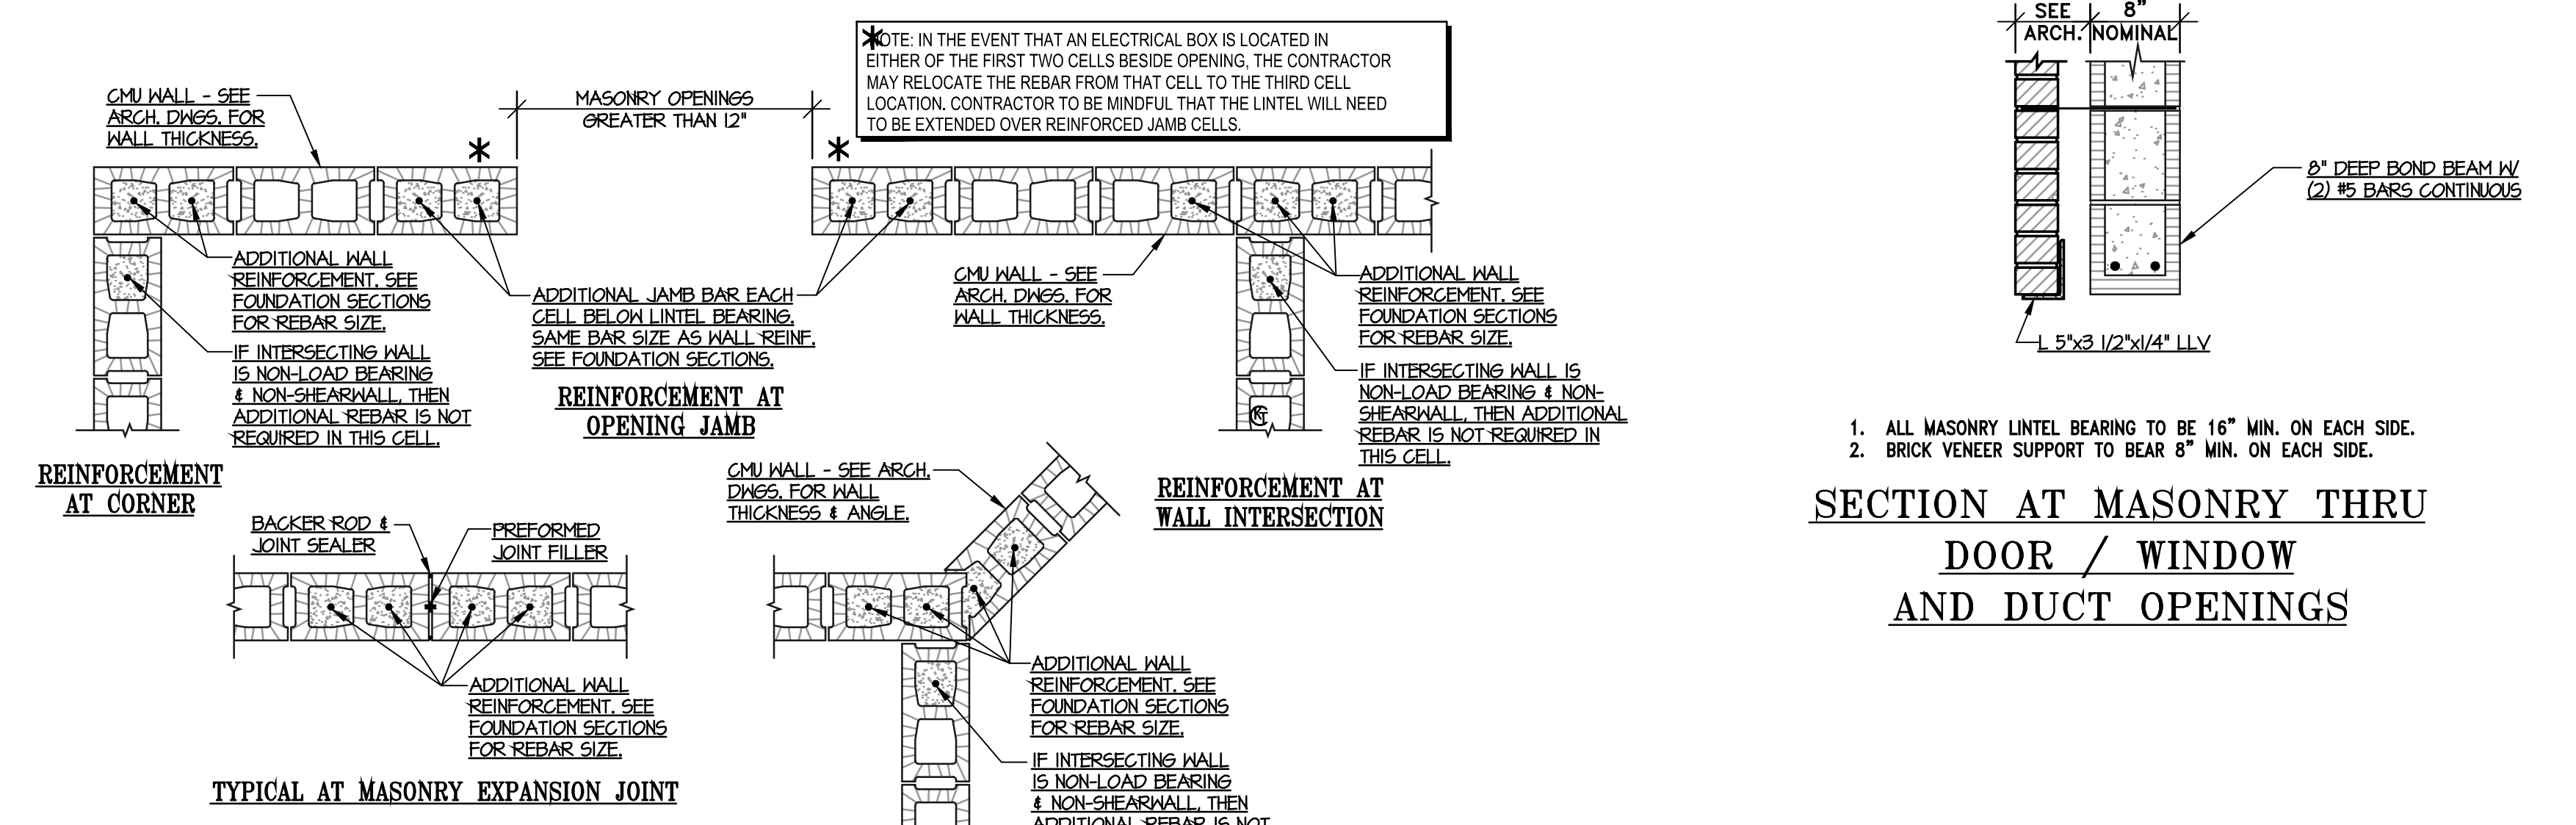 NOTE: IN THE EVENT THAT AN ELECTRICAL BOX IS LOCATED IN
EITHER OF THE FIRST TWO CELLS BESIDE OPENING, THE CONTRACTOR
MAY RELOCATE THE REBAR FROM THAT CELL TO THE THIRD CELL
LOCATION. CONTRACTOR TO BE MINDFUL THAT THE LINTEL WILL NEED
TO BE EXTENDED OVER REINFORCED JAMB CELLS.
CMU WALL - SEE
ARCH. DWGS. FOR
WALL THICKNESS.
MASONRY OPENINGS
GREATER THAN 12"
*
*
ADDITIONAL WALL
REINFORCEMENT. SEE
FOUNDATION SECTIONS
FOR REBAR SIZE.
IF INTERSECTING WALL
IS NON-LOAD BEARING
& NON-SHEARWALL, THEN
ADDITIONAL REBAR IS NOT
REQUIRED IN THIS CELL.
REINFORCEMENT
AT CORNER
ADDITIONAL JAMB BAR EACH
CELL BELOW LINTEL BEARING.
SAME BAR SIZE AS WALL REINF.
SEE FOUNDATION SECTIONS.
REINFORCEMENT AT
OPENING JAMB
CMU WALL - SEE
ARCH. DWGS. FOR
WALL THICKNESS.
ADDITIONAL WALL
REINFORCEMENT. SEE
FOUNDATION SECTIONS
FOR REBAR SIZE.
IF INTERSECTING WALL IS
NON-LOAD BEARING & NON-
SHEARWALL, THEN ADDITIONAL
REBAR IS NOT REQUIRED IN
THIS CELL.
REINFORCEMENT AT
WALL INTERSECTION
BACKER ROD &
JOINT SEALER
PREFORMED
JOINT FILLER
ADDITIONAL WALL
REINFORCEMENT. SEE
FOUNDATION SECTIONS
FOR REBAR SIZE.
TYPICAL AT MASONRY EXPANSION JOINT
CMU WALL - SEE ARCH.
DWGS. FOR WALL
THICKNESS & ANGLE.
ADDITIONAL WALL
REINFORCEMENT. SEE
FOUNDATION SECTIONS
FOR REBAR SIZE.
IF INTERSECTING WALL
IS NON-LOAD BEARING
& NON-SHEARWALL, THEN
ADDITIONAL REBAR IS NOT
SEE
ARCH.
8"
NOMINAL
8" DEEP BOND BEAM W/
(2) #5 BARS CONTINUOUS
L 5"x3 1/2"x1/4" LLV
1. ALL MASONRY LINTEL BEARING TO BE 16" MIN. ON EACH SIDE.
2. BRICK VENEER SUPPORT TO BEAR 8" MIN. ON EACH SIDE.
SECTION AT MASONRY THRU
DOOR / WINDOW
AND DUCT OPENINGS